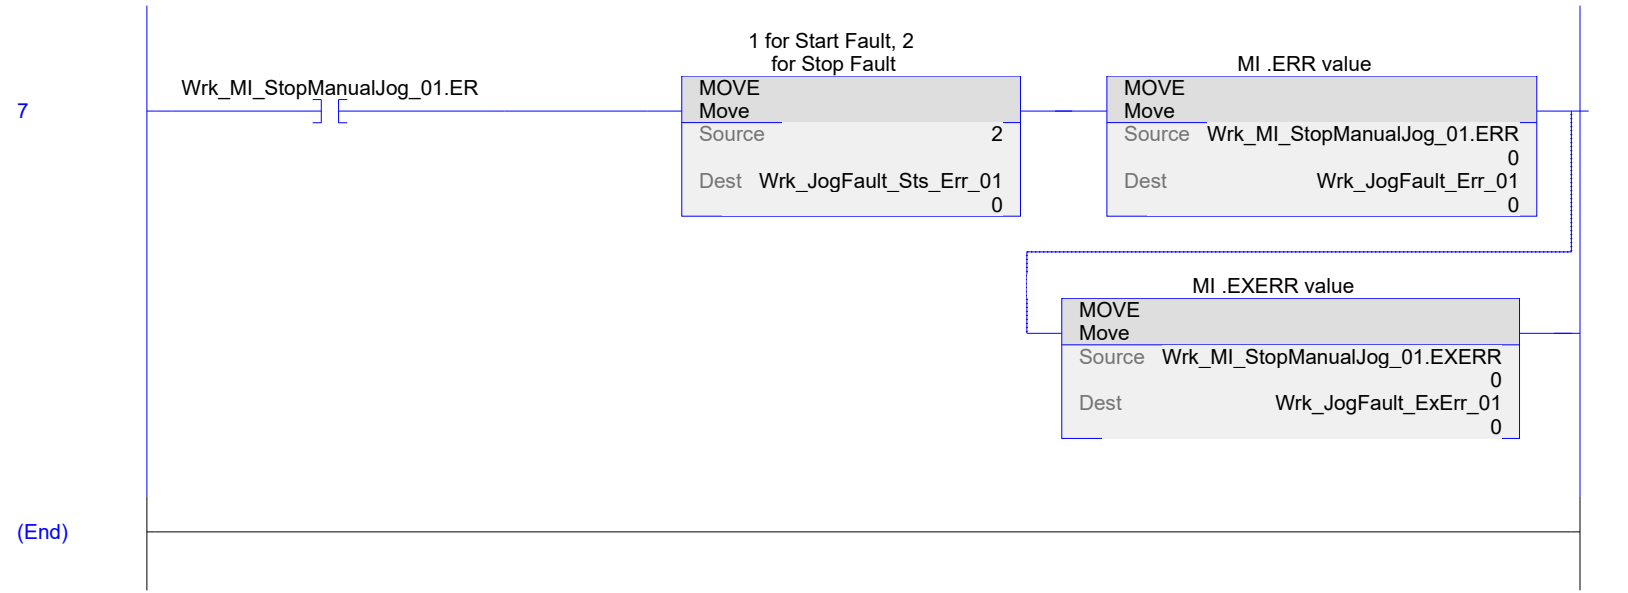 1 for Start Fault, 2
for Stop Fault
MI .ERR value
Wrk_MI_StopManualJog_01.ER
7
MOVE
Move
Source 2
Dest Wrk_JogFault_Sts_Err_01
0
MOVE
Move
Source Wrk_MI_StopManualJog_01.ERR
0
Dest Wrk_JogFault_Err_01
0
MI .EXERR value
MOVE
Move
Source Wrk_MI_StopManualJog_01.EXERR
0
Dest Wrk_JogFault_ExErr_01
0
(End)